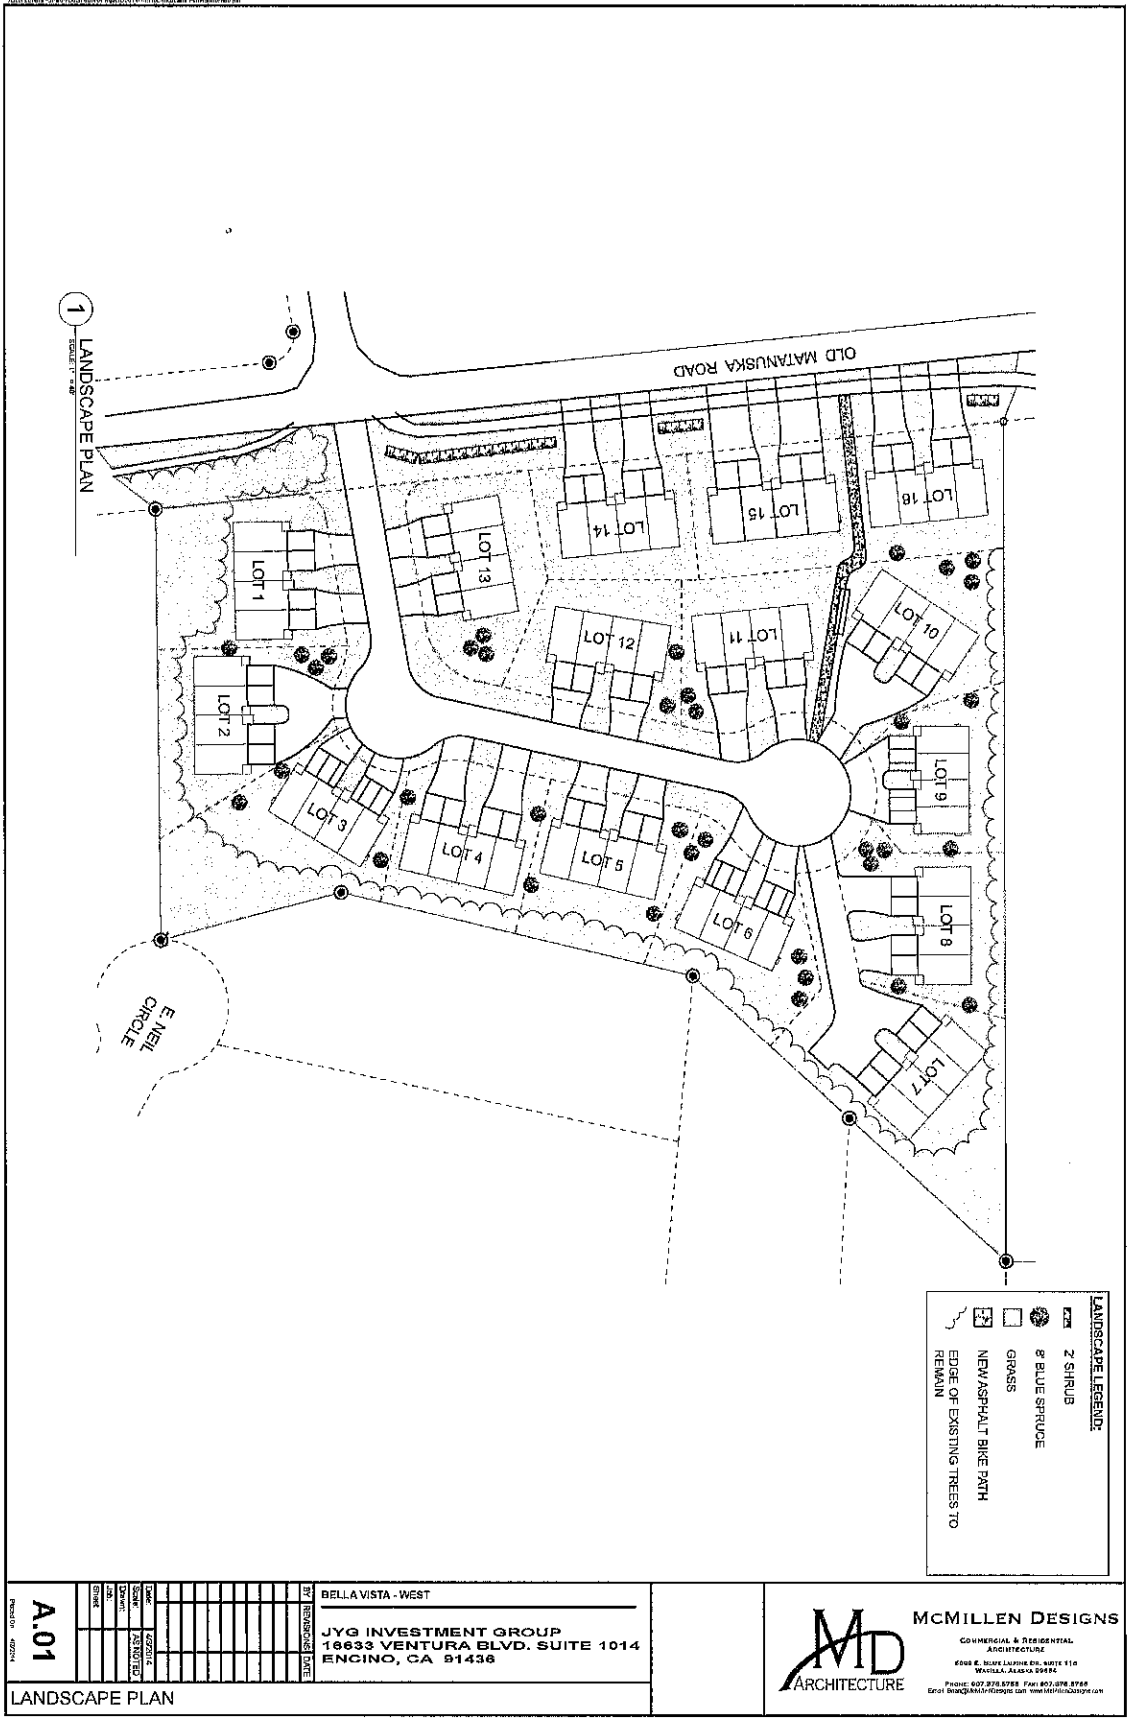 OLD MATANUSKA ROAD
1
LANDSCAPE PLAN
LOT 1
LOT 2
LOT 3
LOT 4
LOT 5
LOT 6
LOT 7
LOT 8
LOT 9
LOT 10
LOT 11
LOT 12
LOT 13
LOT 14
LOT 15
LOT 16
E. NEIL
CIRCLE
LANDSCAPE LEGEND:
2' SHRUB
8' BLUE SPRUCE
GRASS
NEW ASPHALT BIKE PATH
EDGE OF EXISTING TREES TO
REMAIN
BY REVISIONS DATE
Date:
Scale: AS NOTED
Drawn:
Job:
Sheet:
A.01
LANDSCAPE PLAN
BELLA VISTA - WEST
JYG INVESTMENT GROUP
16633 VENTURA BLVD. SUITE 1014
ENCINO, CA 91436
MD
ARCHITECTURE
MCMILLEN DESIGNS
COMMERCIAL & RESIDENTIAL
ARCHITECTURE